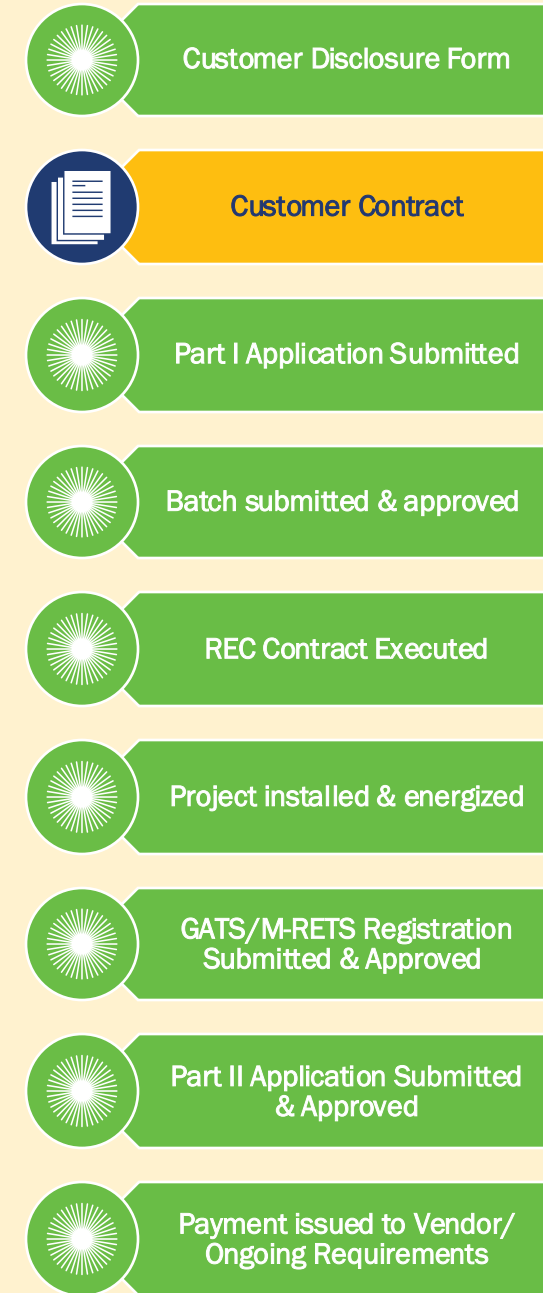 Customer Disclosure Form
Customer Contract
Part I Application Submitted
Batch submitted & approved
REC Contract Executed
Project installed & energized
GATS/M-RETS Registration
Submitted & Approved
Part II Application Submitted
& Approved
Payment issued to Vendor/
Ongoing Requirements